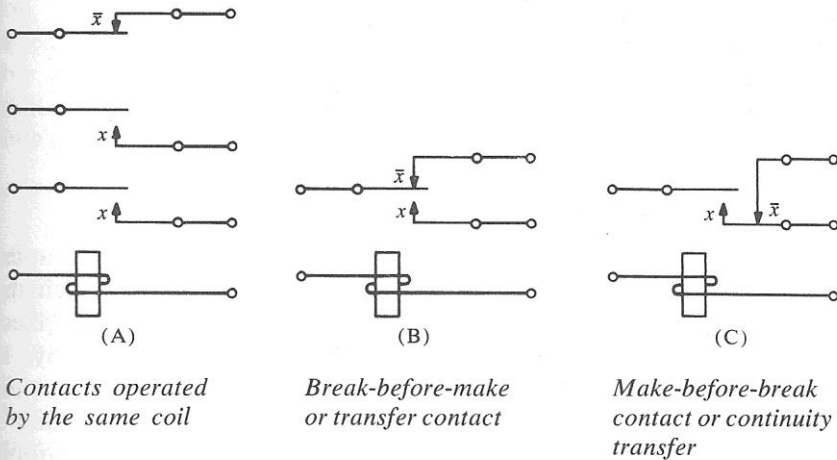 x̄
x
x
(A)
Contacts operated
by the same coil
x̄
x
(B)
Break-before-make
or transfer contact
x
x̄
(C)
Make-before-break
contact or continuity
transfer